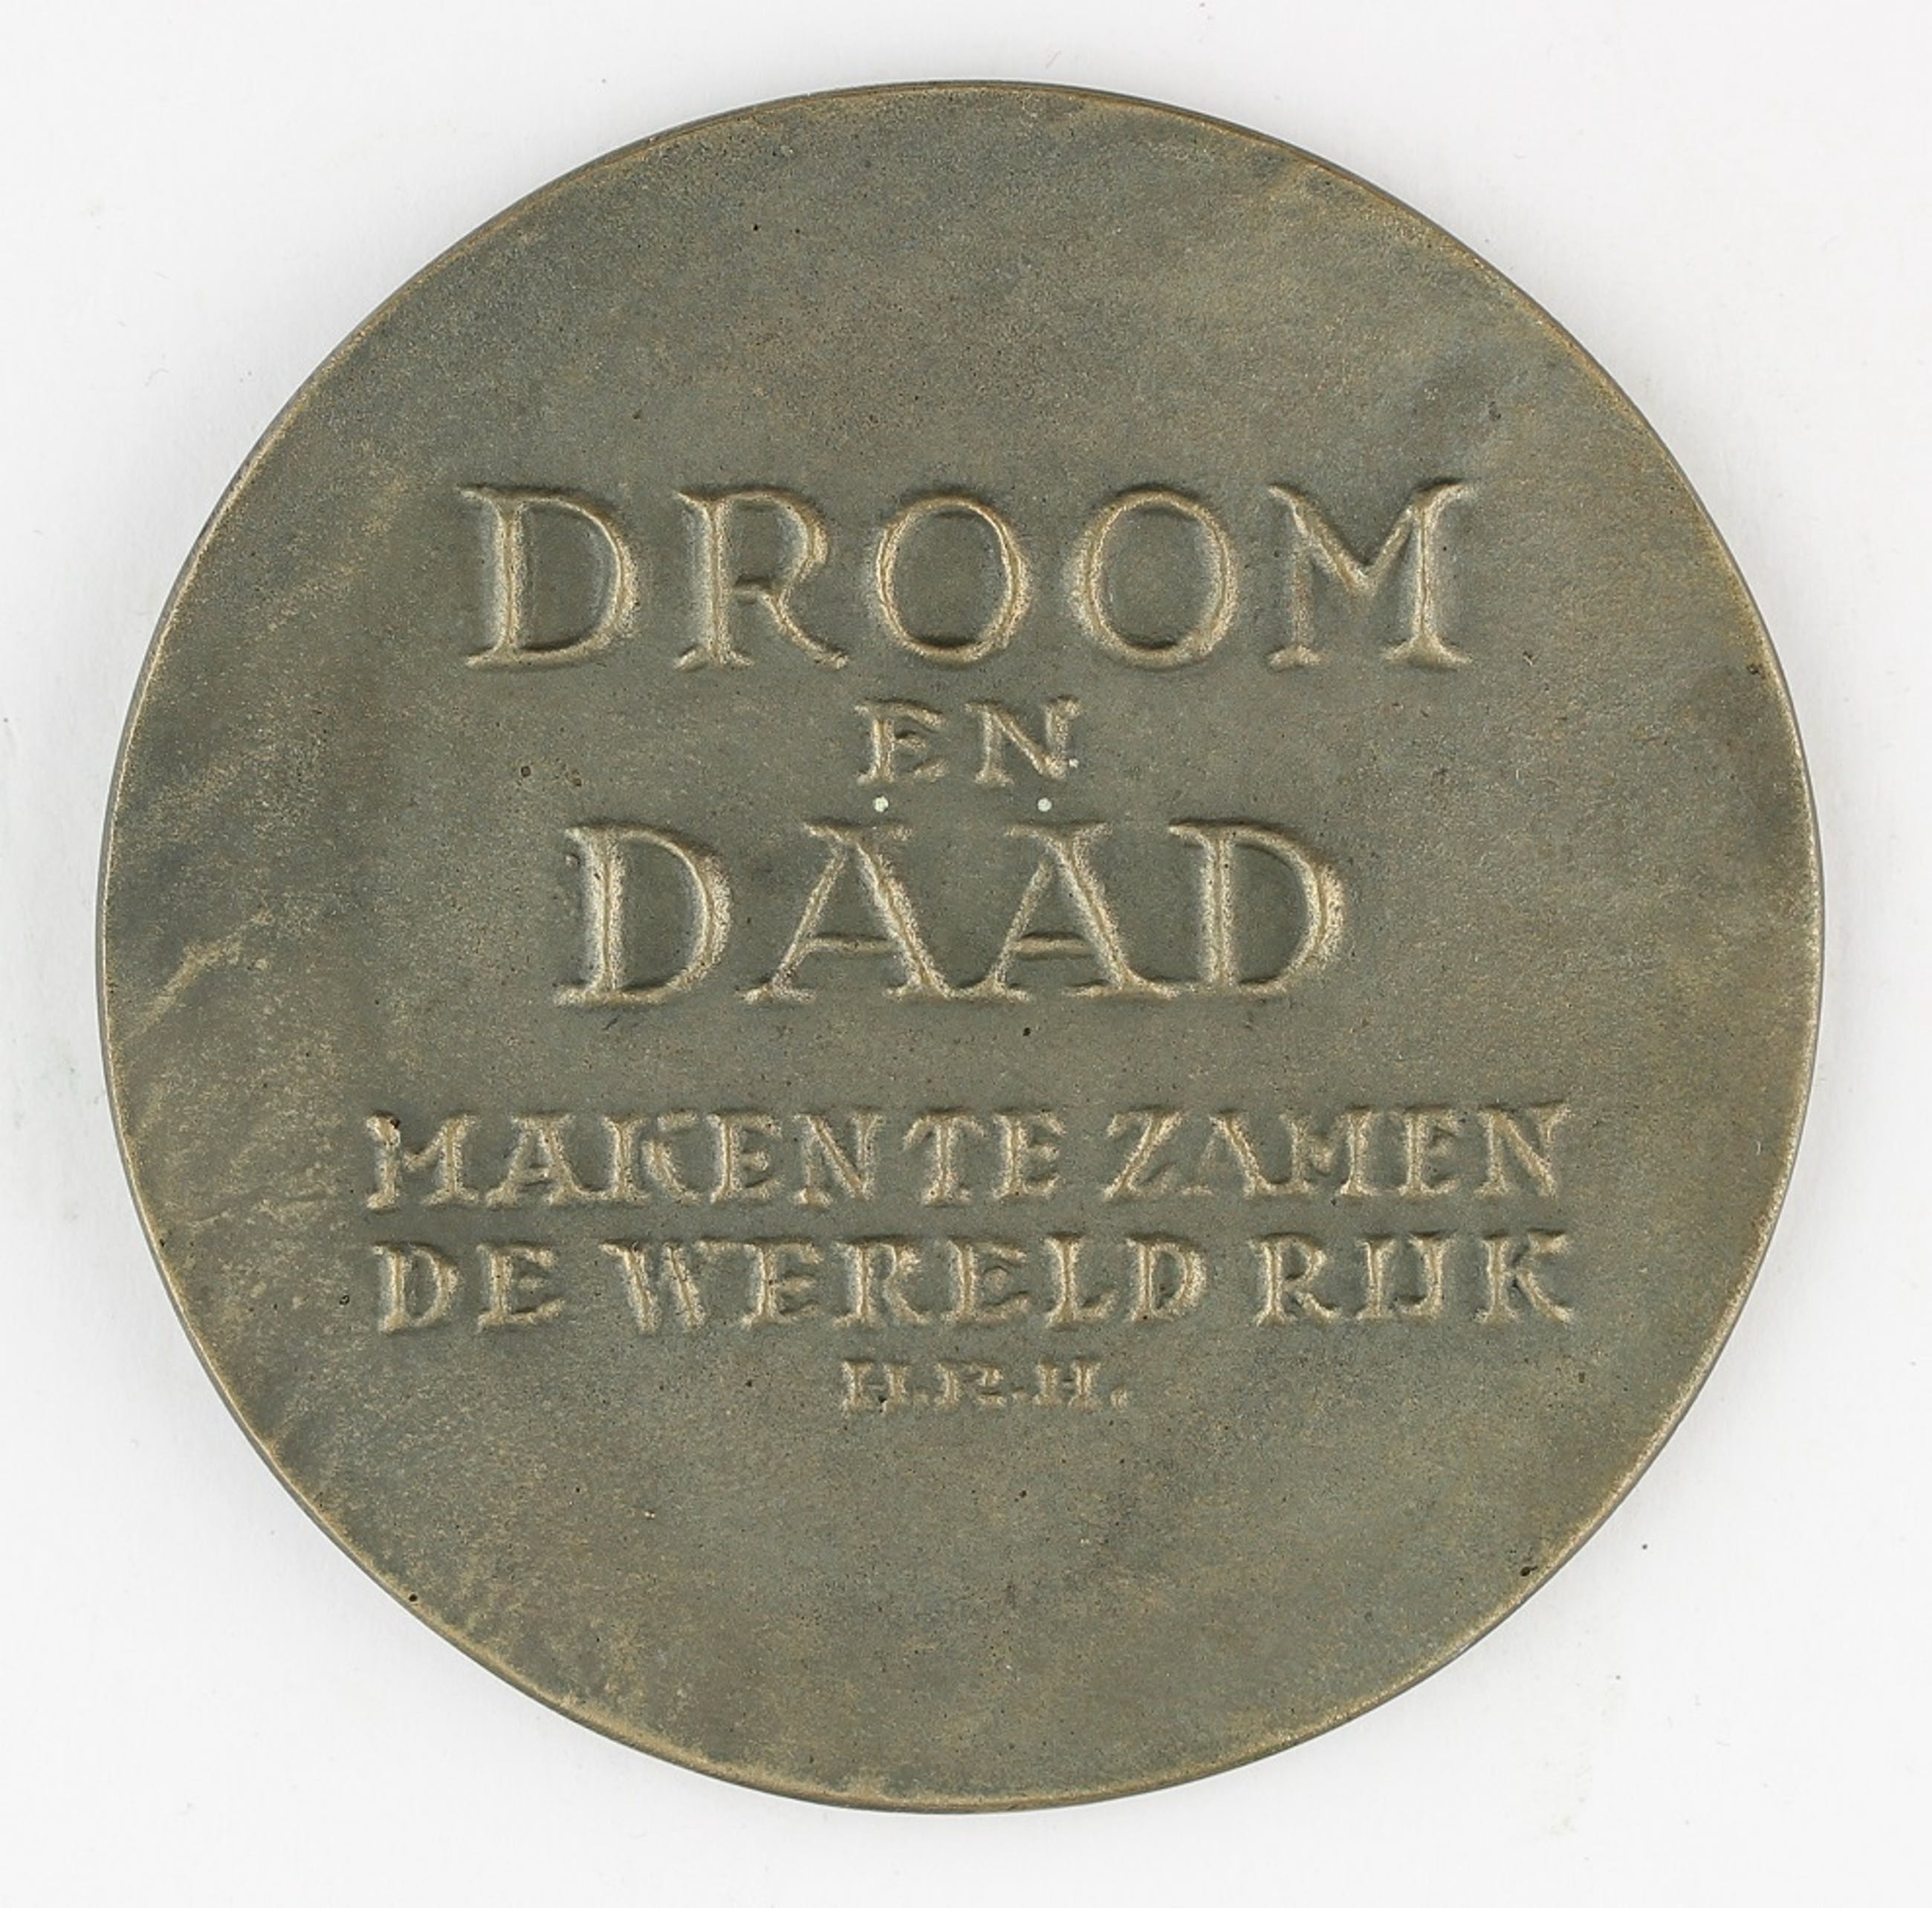 DROOM
EN
DAAD
MAKEN TE ZAMEN
DE WERELD RIJK
H.R.H.